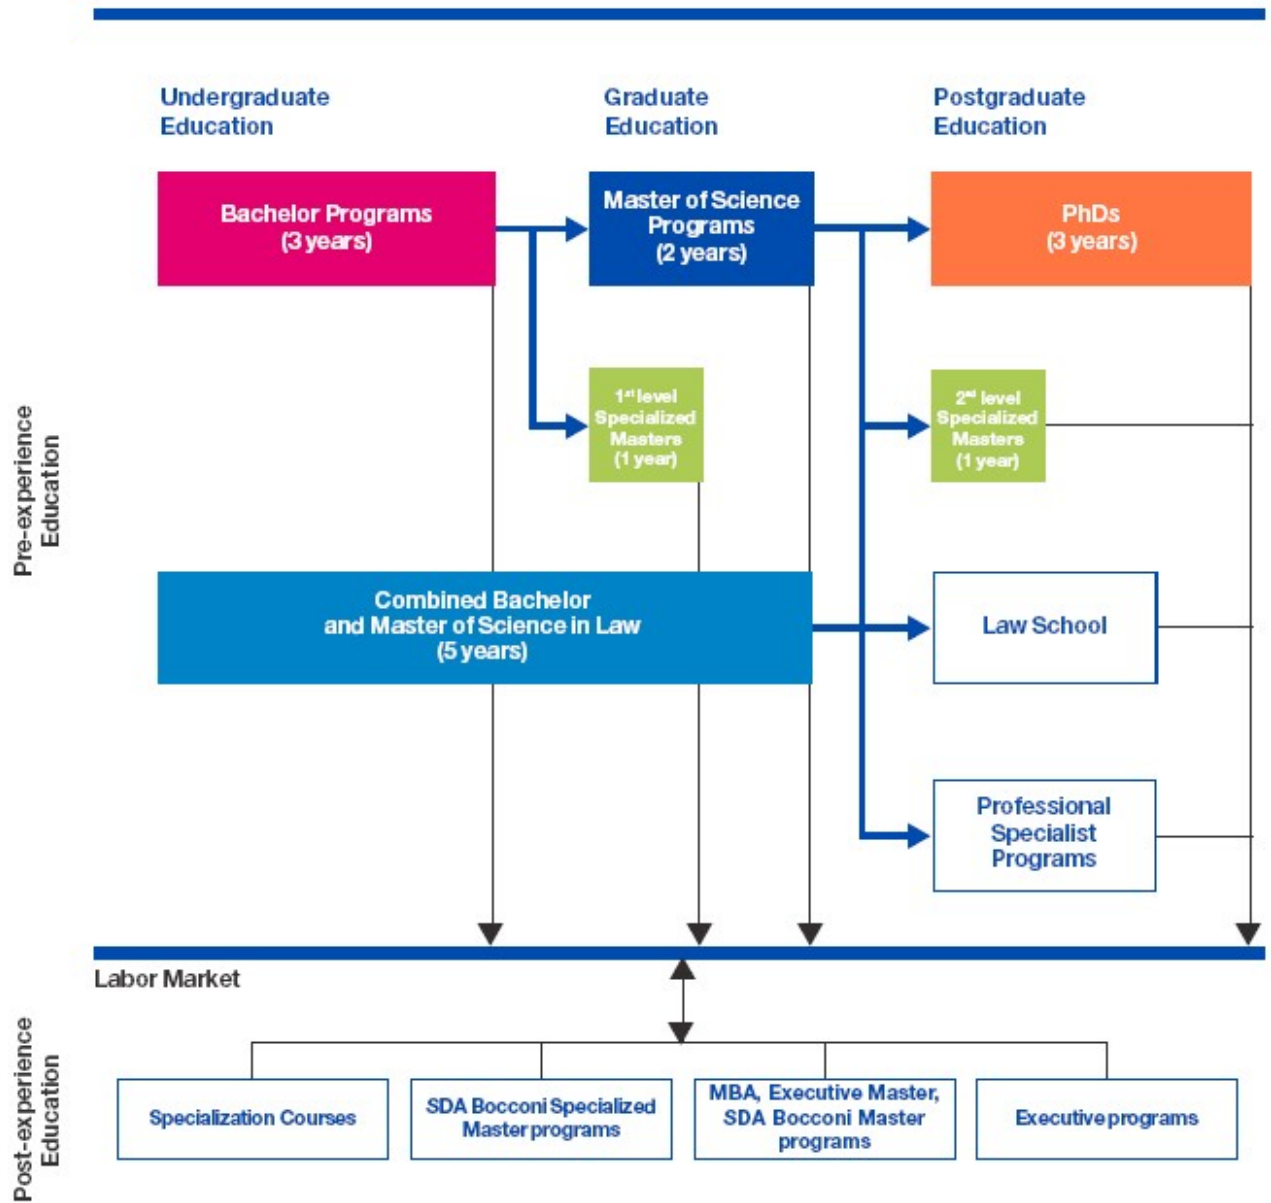 Undergraduate
Education
Graduate
Education
Postgraduate
Education
Bachelor Programs
(3 years)
Master of Science
Programs
(2 years)
PhDs
(3 years)
Pre-experience
Education
1st level
Specialized
Masters
(1 year)
2nd level
Specialized
Masters
(1 year)
Combined Bachelor
and Master of Science in Law
(5 years)
Law School
Professional
Specialist
Programs
Labor Market
Post-experience
Education
Specialization Courses
SDA Bocconi Specialized
Master programs
MBA, Executive Master,
SDA Bocconi Master
programs
Executive programs